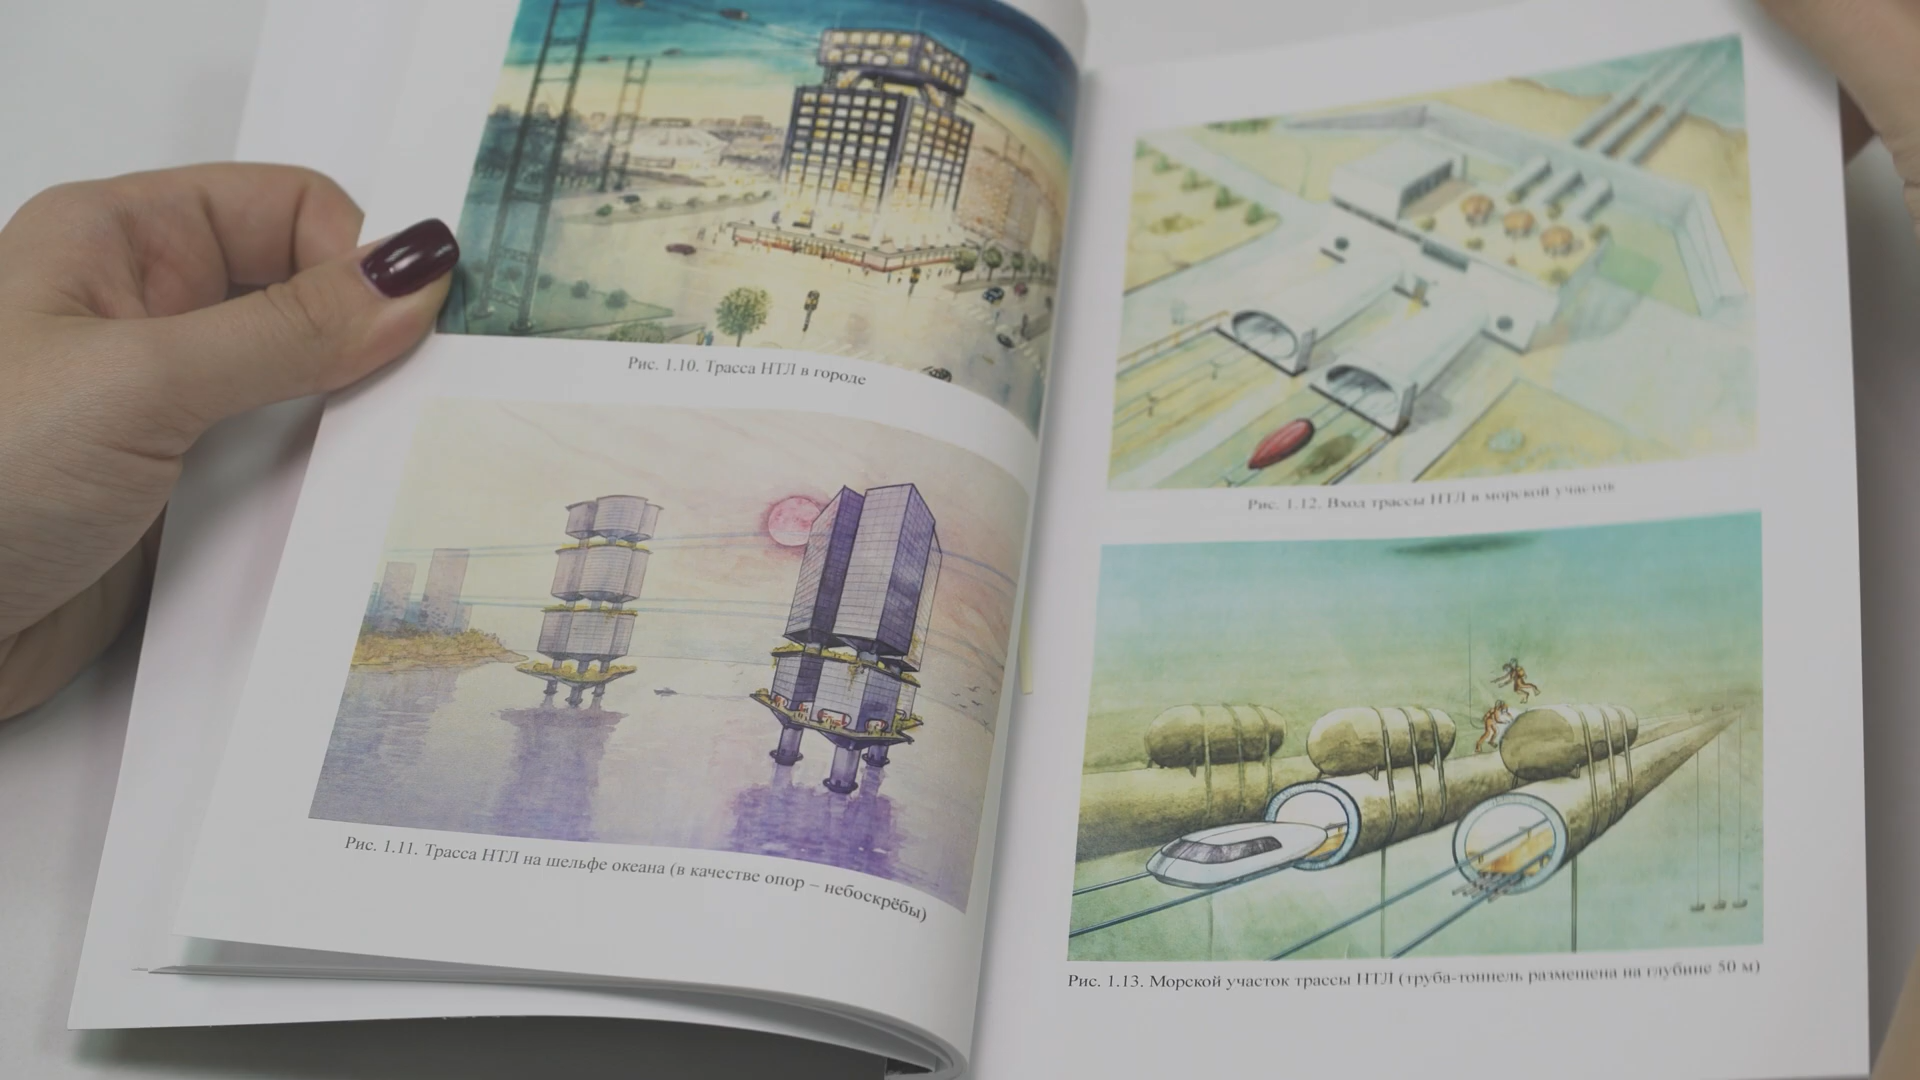 Рис. 1.10. Трасса НТЛ в городе
Рис. 1.11. Трасса НТЛ на шельфе океана (в качестве опор – небоскрёбы)
Рис. 1.12. Вход трассы НТЛ в морской участок
Рис. 1.13. Морской участок трассы НТЛ (труба-тоннель размещена на глубине 50 м)